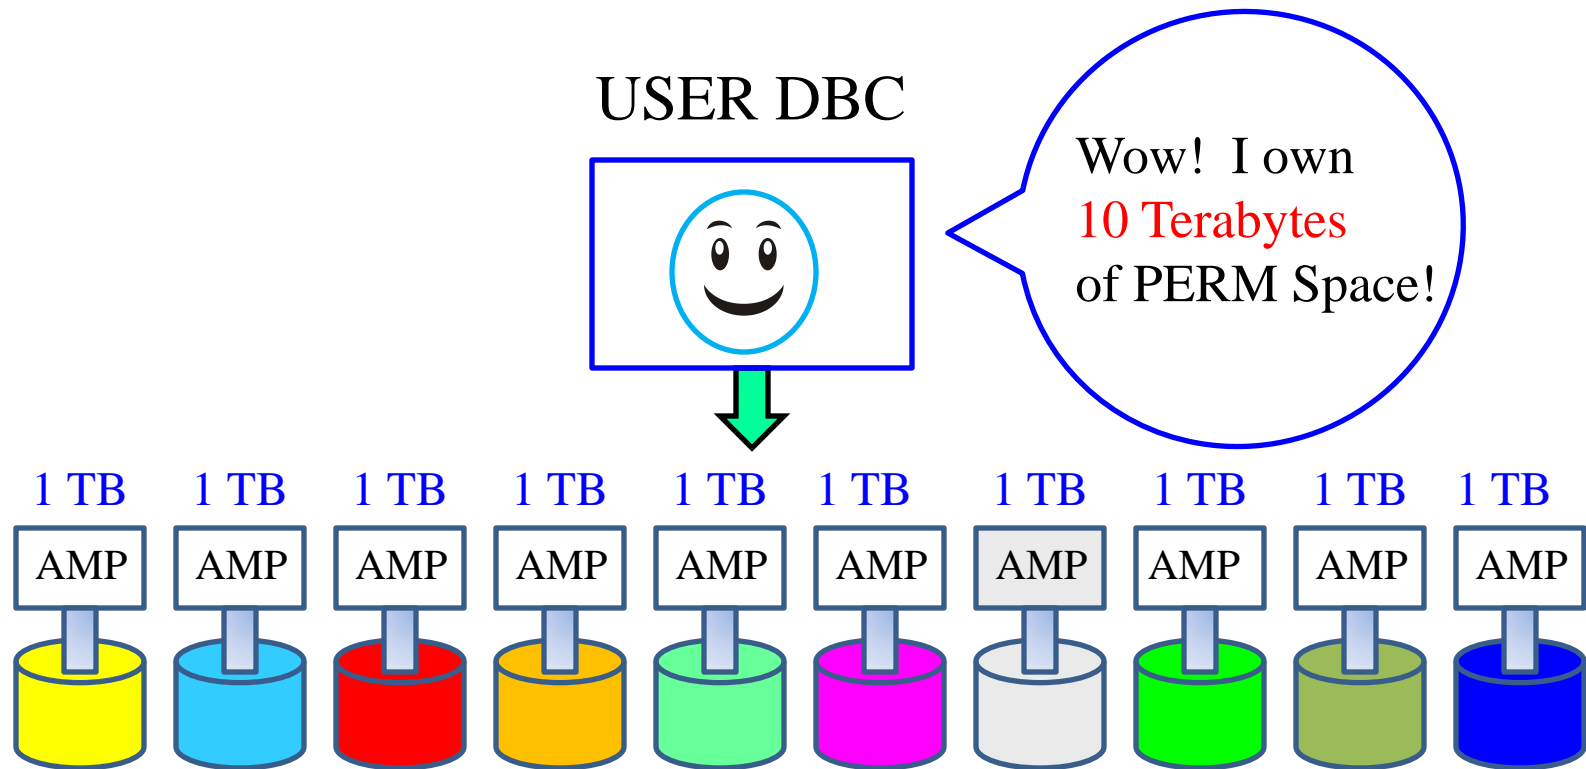 USER DBC
Wow!  I own
10 Terabytes
of PERM Space!
1 TB 1 TB 1 TB 1 TB 1 TB 1 TB 1 TB 1 TB 1 TB 1 TB
AMP AMP AMP AMP AMP AMP AMP AMP AMP AMP